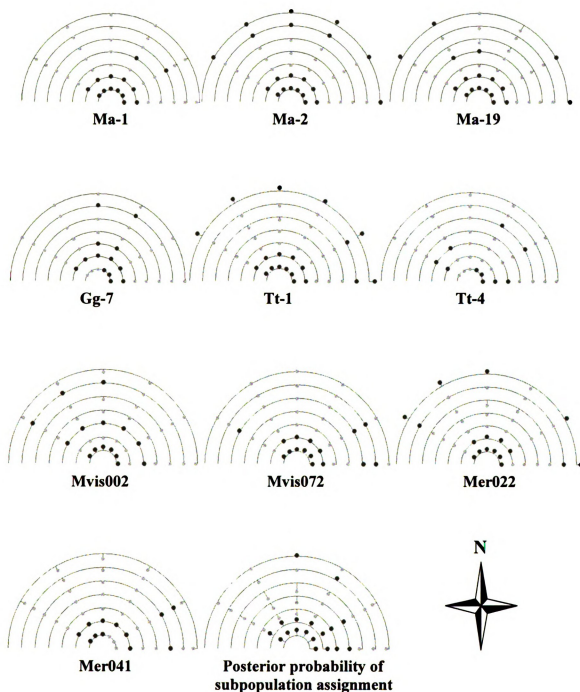 Ma-1
Ma-2
Ma-19
Gg-7
Tt-1
Tt-4
Mvis002
Mvis072
Mer022
N
Mer041
Posterior probability of
subpopulation assignment